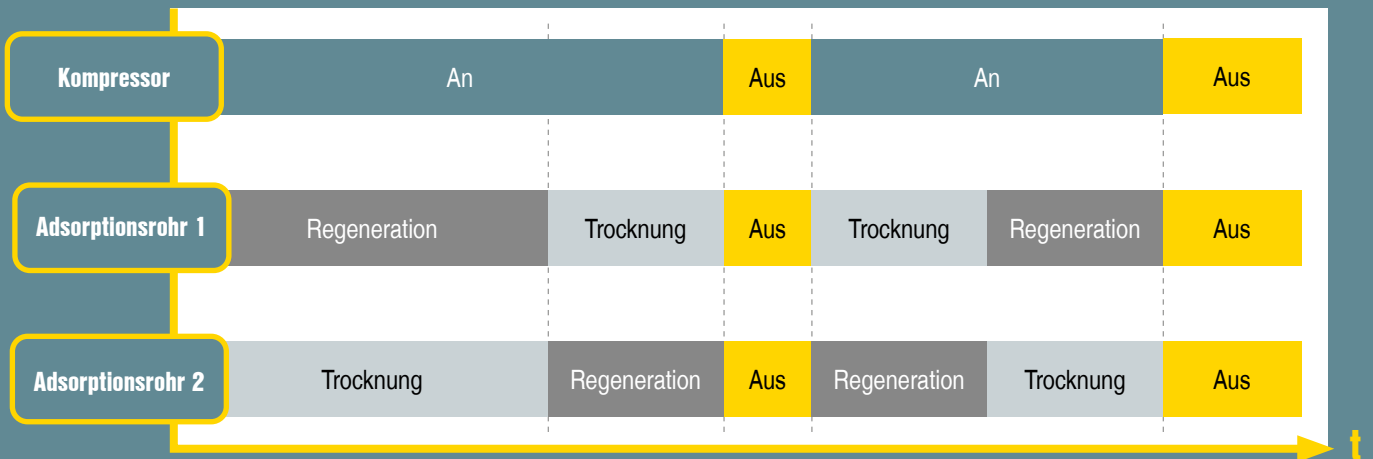 Kompressor An Aus An Aus
Adsorptionsrohr 1 Regeneration Trocknung Aus Trocknung Regeneration Aus
Adsorptionsrohr 2 Trocknung Regeneration Aus Regeneration Trocknung Aus
t